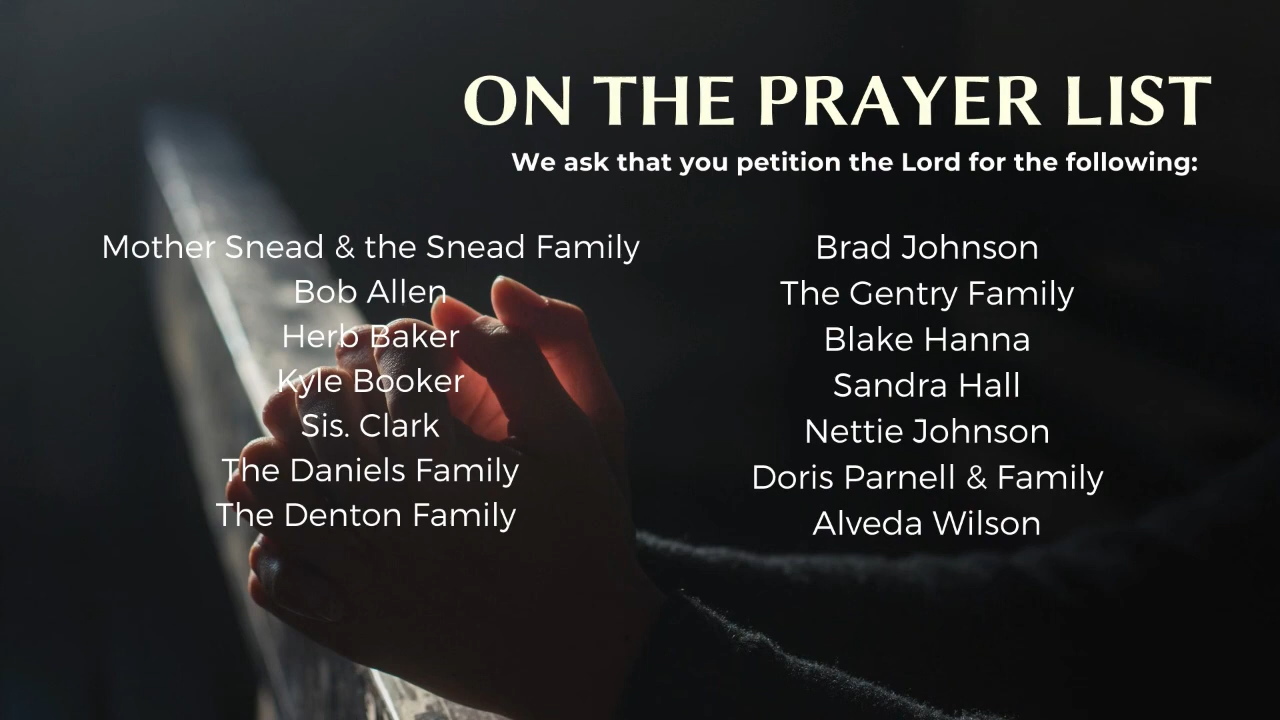 ON THE PRAYER LIST
We ask that you petition the Lord for the following:
Mother Snead & the Snead Family
Bob Allen
Herb Baker
Kyle Booker
Sis. Clark
The Daniels Family
The Denton Family
Brad Johnson
The Gentry Family
Blake Hanna
Sandra Hall
Nettie Johnson
Doris Parnell & Family
Alveda Wilson